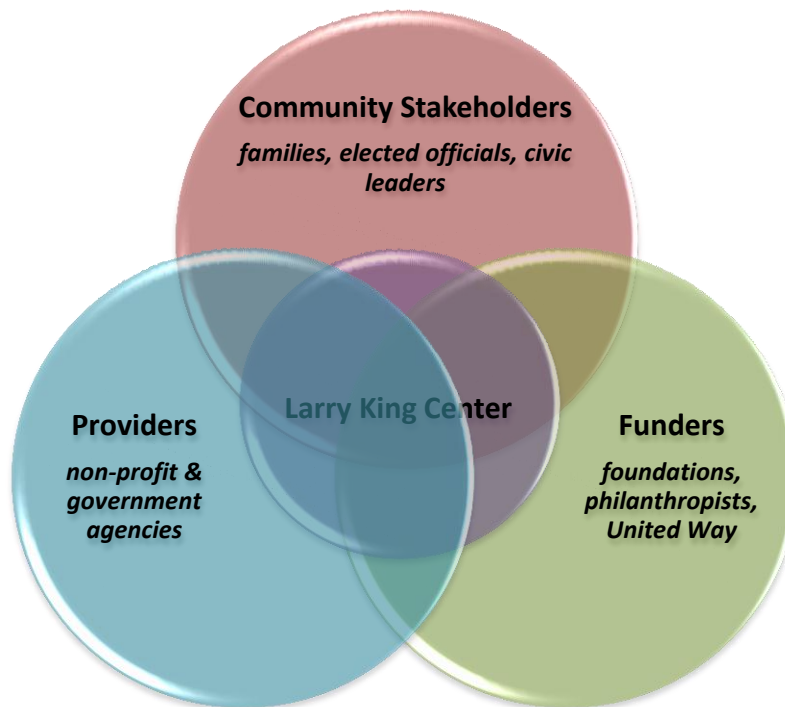 Community Stakeholders
families, elected officials, civic
leaders
Larry King Center
Providers
non-profit &
government
agencies
Funders
foundations,
philanthropists,
United Way